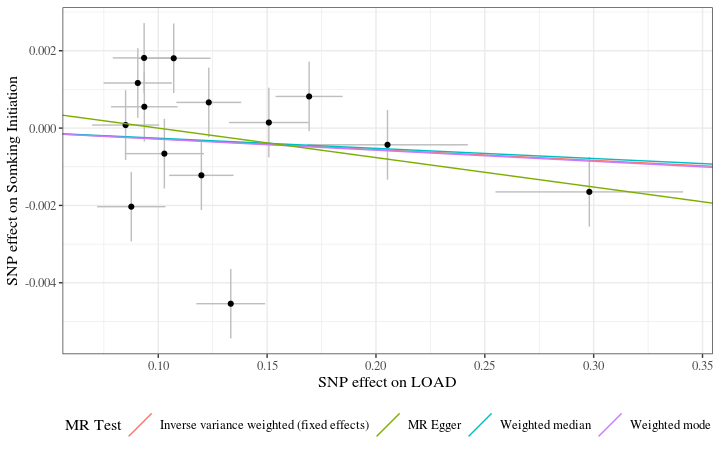 SNP effect on Somking Initiation
0.002
0.000
-0.002
-0.004
0.10 0.15 0.20 0.25 0.30 0.35
SNP effect on LOAD
MR Test Inverse variance weighted (fixed effects) MR Egger Weighted median Weighted mode